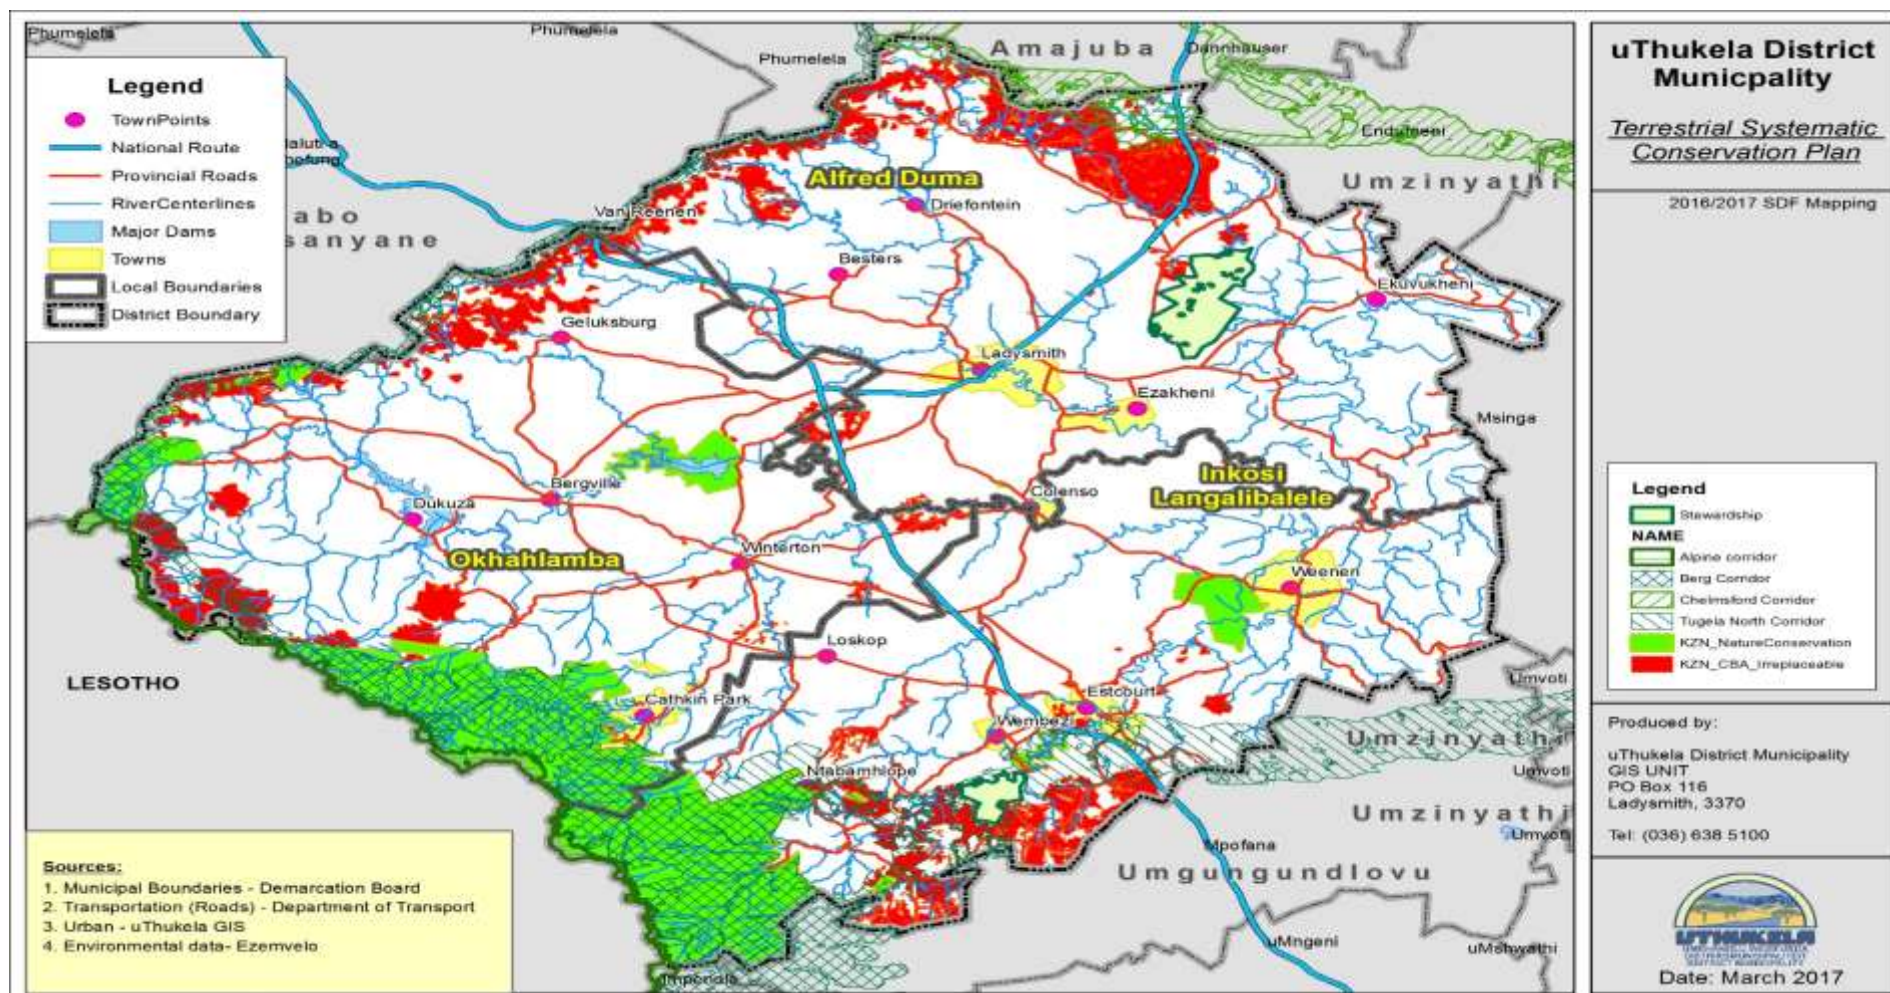 Phumelela
Phumelela
Phumelela
Amajuba
Dannhauser
Endumeni
Umzinyathi
Legend
TownPoints
National Route
Provincial Roads
RiverCenterlines
Major Dams
Towns
Local Boundaries
District Boundary
Van Reenen
Alfred Duma
Driefontein
Besters
Ekuvukheni
Geluksburg
Ladysmith
Ezakheni
Msinga
Inkosi
Langalibalele
Colenso
Bergville
Dukuza
Okhahlamba
Winterton
Weenen
Loskop
LESOTHO
Cathkin Park
Estcourt
Wembezi
Ntabamhlope
Umvoti
Umzinyathi
Umvoti
Umzinyathi
Umvoti
Mpofana
Umgungundlovu
uMngeni
uMshwathi
Sources:
1. Municipal Boundaries - Demarcation Board
2. Transportation (Roads) - Department of Transport
3. Urban - uThukela GIS
4. Environmental data- Ezemvelo
uThukela District
Municpality
Terrestrial Systematic
Conservation Plan
2016/2017 SDF Mapping
Legend
Stewardship
NAME
Alpine corridor
Berg Corridor
Chelmsford Corridor
Tugela North Corridor
KZN_NatureConservation
KZN_CBA_Irreplaceable
Produced by:
uThukela District Municipality
GIS UNIT
PO Box 116
Ladysmith, 3370
Tel: (036) 638 5100
UTHUKELA
Date: March 2017